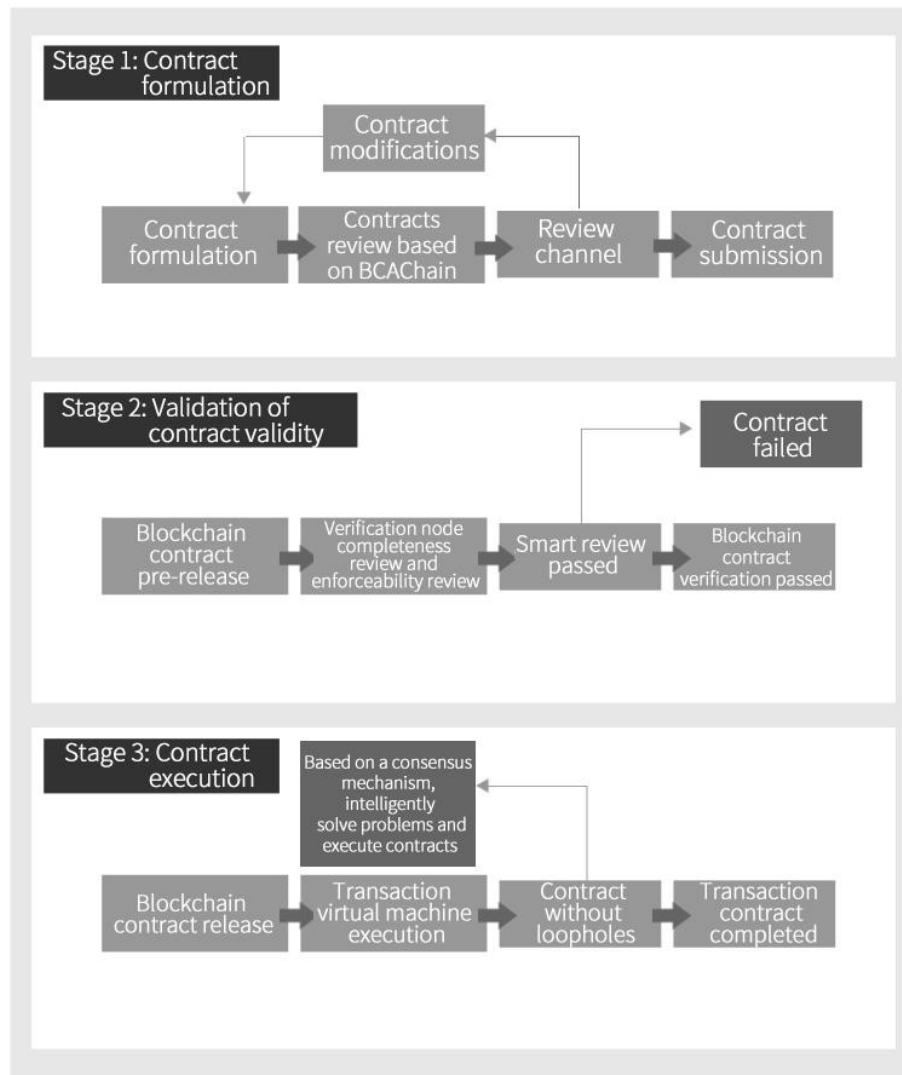 Stage 1: Contract
formulation
Contract
modifications
Contract
formulation
Contracts
review based
on BCAChain
Review
channel
Contract
submission
Stage 2: Validation of
contract validity
Contract
failed
Blockchain
contract
pre-release
Verification node
completeness
review and
enforceability review
Smart review
passed
Blockchain
contract
verification passed
Stage 3: Contract
execution
Based on a consensus
mechanism,
intelligently
solve problems and
execute contracts
Blockchain
contract release
Transaction
virtual machine
execution
Contract
without
loopholes
Transaction
contract
completed